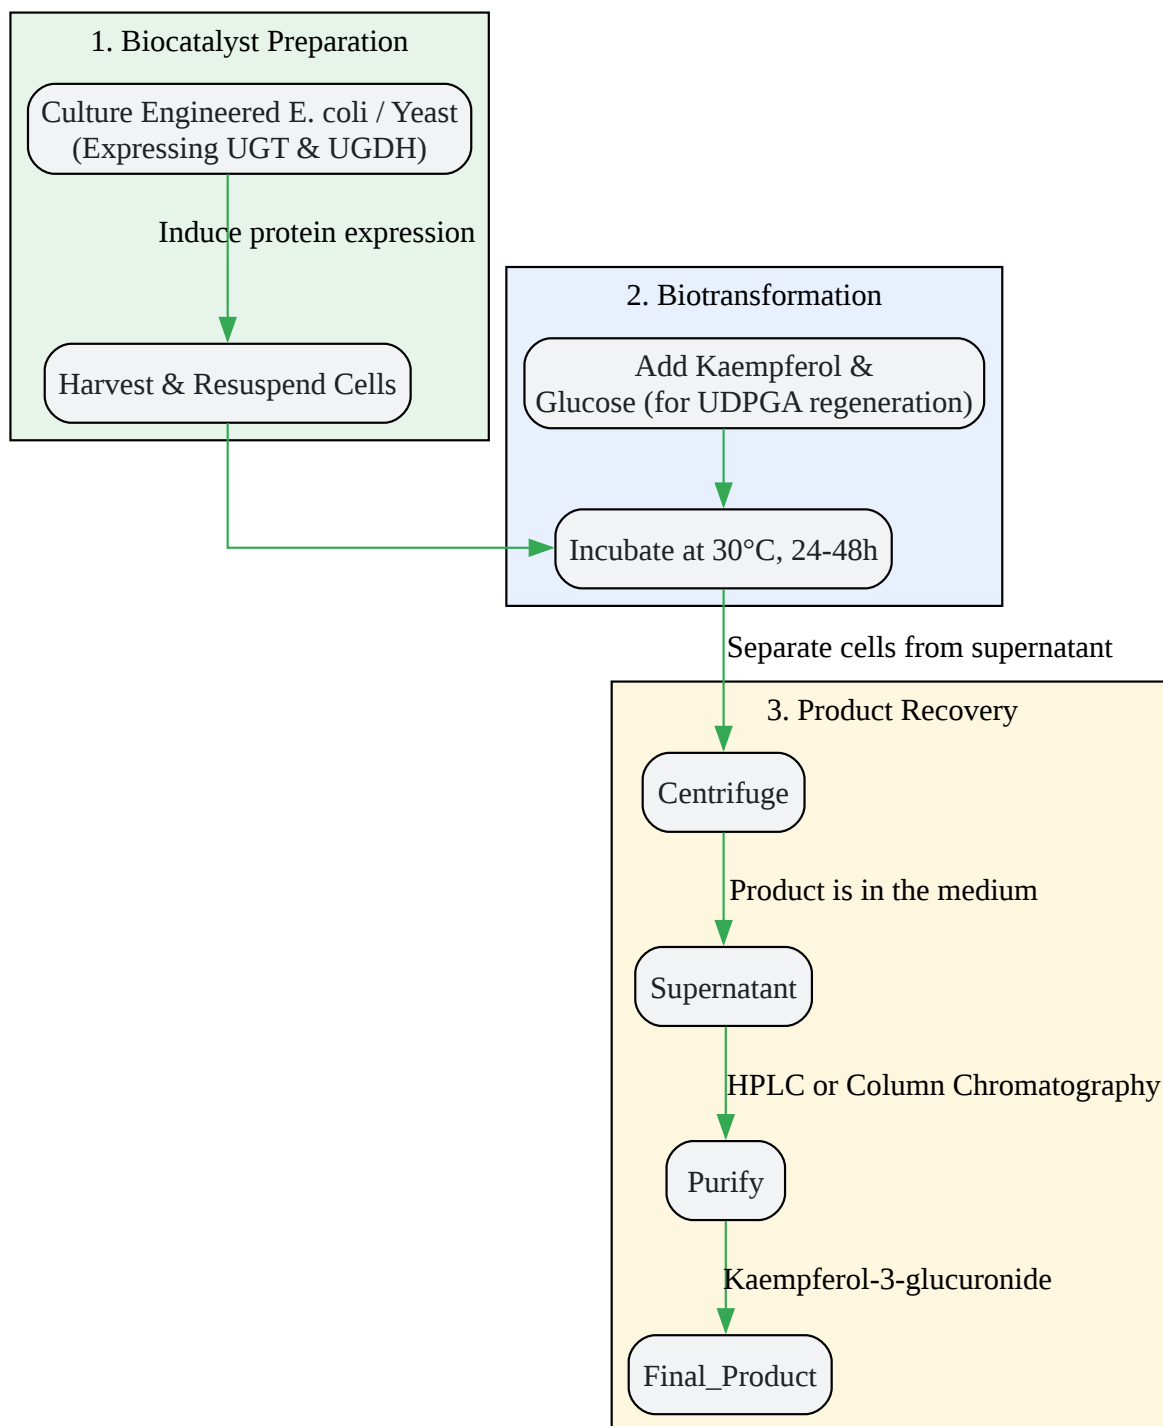 1. Biocatalyst Preparation
Culture Engineered E. coli / Yeast
(Expressing UGT & UGDH)
Induce protein expression
Harvest & Resuspend Cells
2. Biotransformation
Add Kaempferol &
Glucose (for UDPGA regeneration)
Incubate at 30°C, 24-48h
Separate cells from supernatant
3. Product Recovery
Centrifuge
Product is in the medium
Supernatant
HPLC or Column Chromatography
Purify
Kaempferol-3-glucuronide
Final_Product